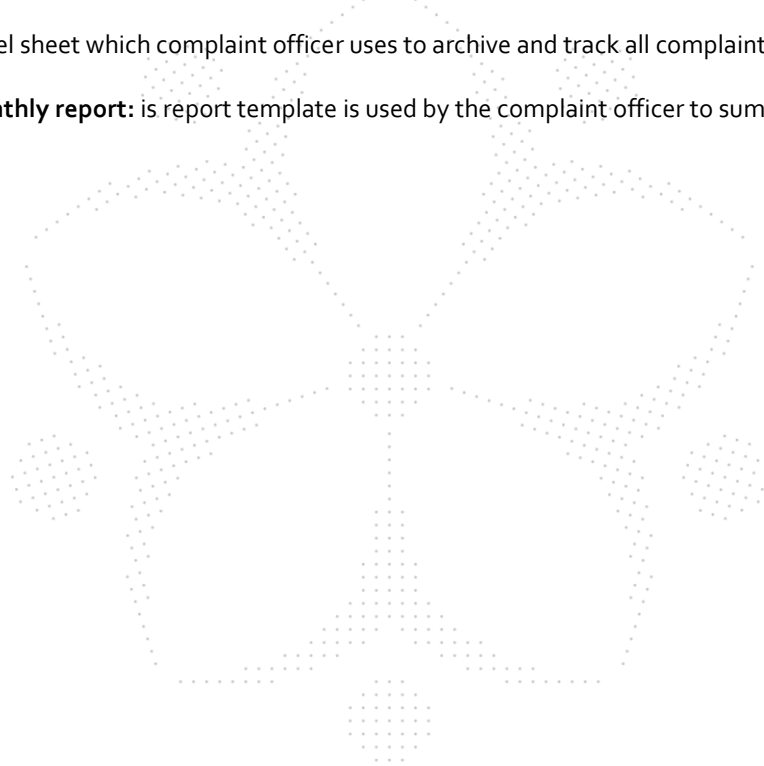 el sheet which complaint officer uses to archive and track all complaint
nthly report: is report template is used by the complaint officer to sum